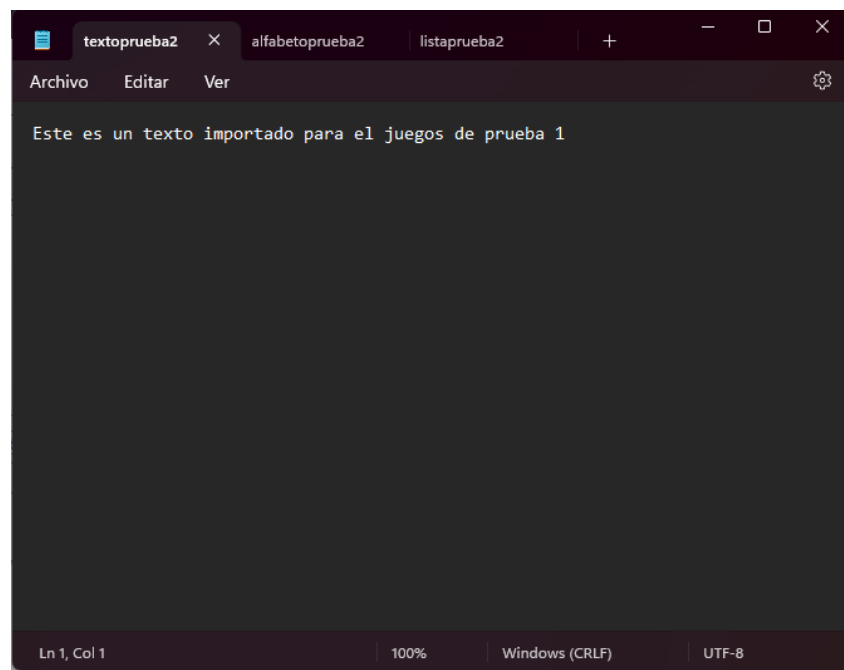 textoprueba2 alfabetoprueba2 listaprueba2
Archivo Editar Ver
Este es un texto importado para el juegos de prueba 1
Ln 1, Col 1 100% Windows (CRLF) UTF-8